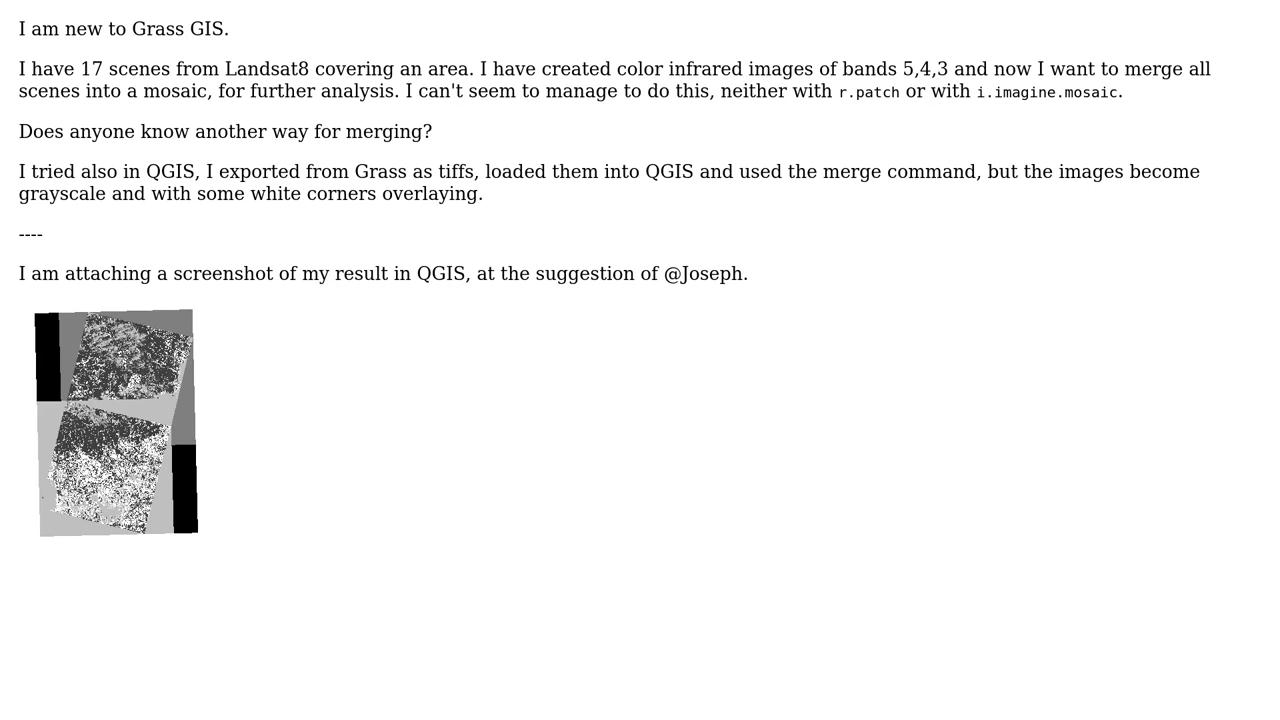 I am new to Grass GIS.
I have 17 scenes from Landsat8 covering an area. I have created color infrared images of bands 5,4,3 and now I want to merge all
scenes into a mosaic, for further analysis. I can't seem to manage to do this, neither with r.patch or with i.imagine.mosaic.
Does anyone know another way for merging?
I tried also in QGIS, I exported from Grass as tiffs, loaded them into QGIS and used the merge command, but the images become
grayscale and with some white corners overlaying.
----
I am attaching a screenshot of my result in QGIS, at the suggestion of @Joseph.